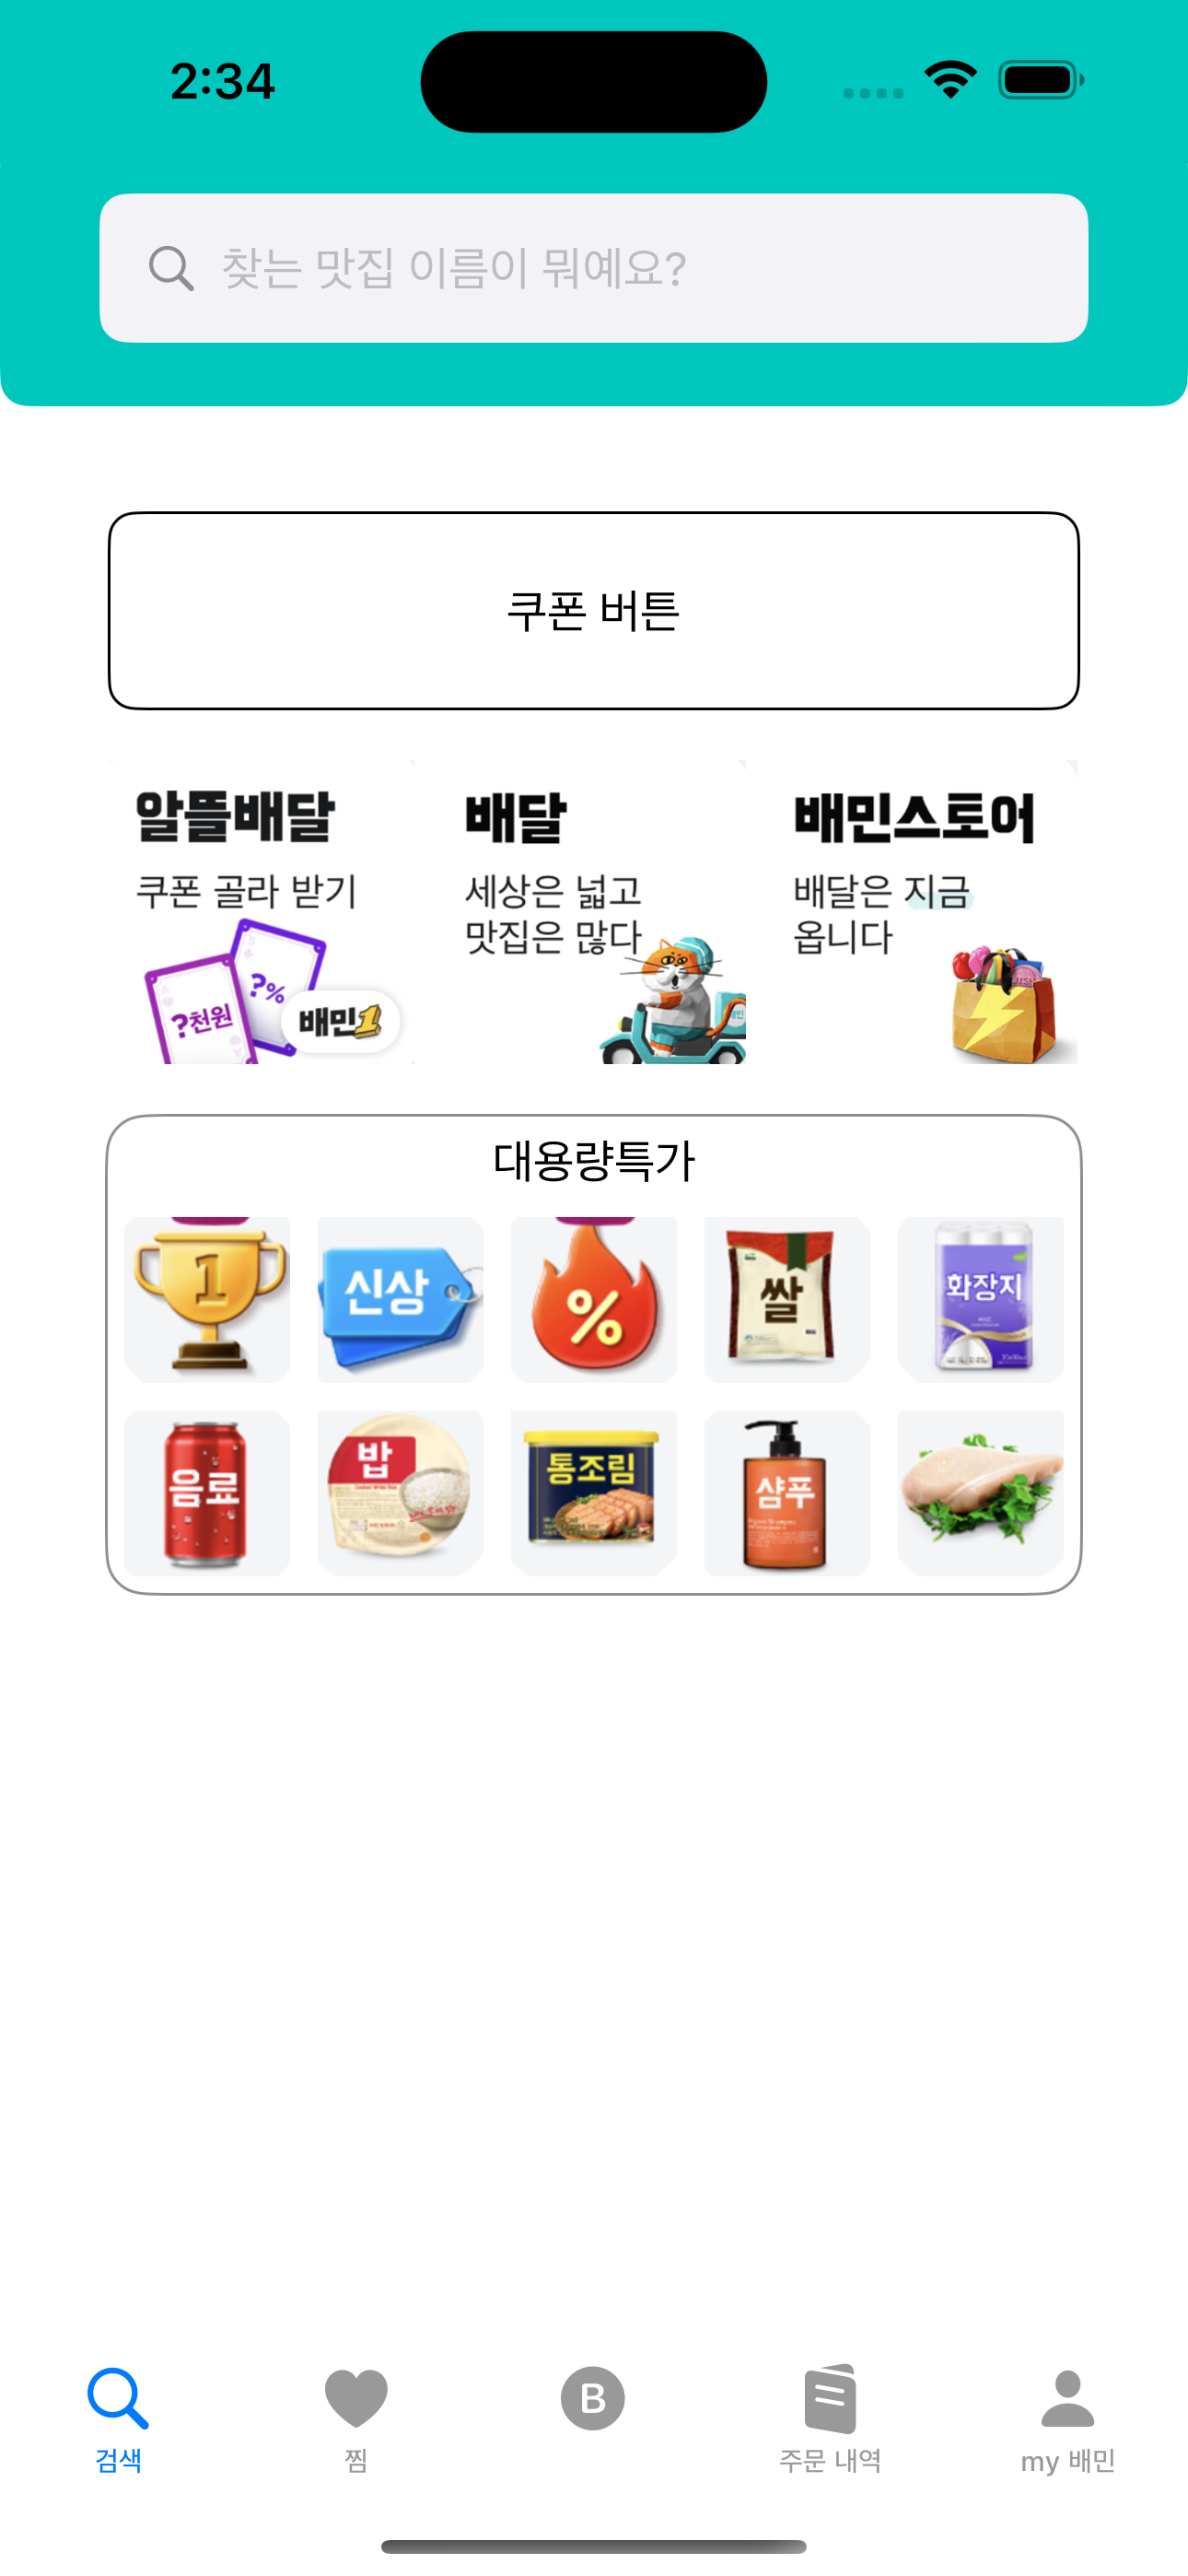 2:34
찾는 맛집 이름이 뭐예요?
쿠폰 버튼
알뜰배달
쿠폰 골라 받기
?천원
?%
배민1
배달
세상은 넓고
맛집은 많다
배민스토어
배달은 지금
옵니다
대용량특가
1
신상
%
쌀
화장지
음료
밥
통조림
샴푸
검색
찜
B
주문 내역
my 배민